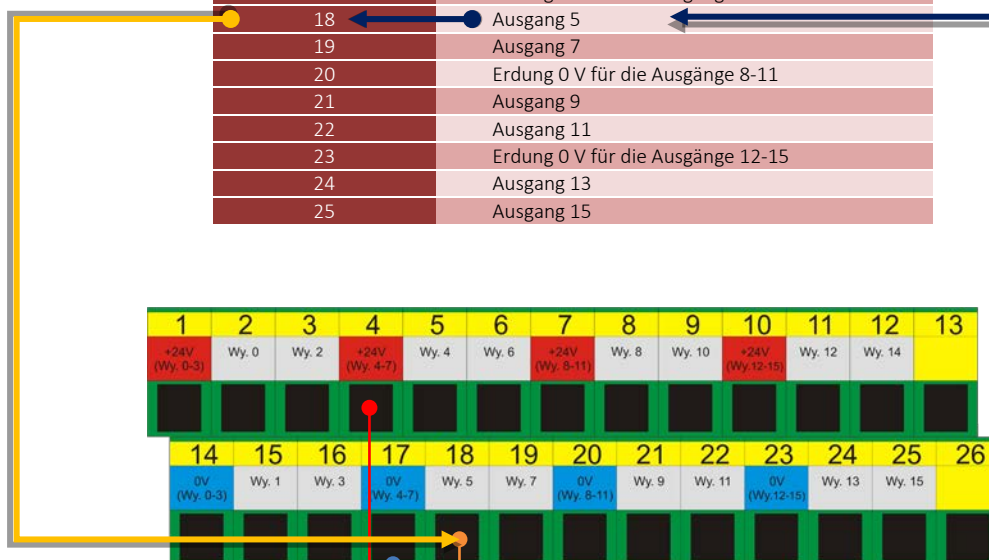 18 Ausgang 5
19 Ausgang 7
20 Erdung 0 V für die Ausgänge 8-11
21 Ausgang 9
22 Ausgang 11
23 Erdung 0 V für die Ausgänge 12-15
24 Ausgang 13
25 Ausgang 15
1 2 3 4 5 6 7 8 9 10 11 12 13
+24V Wy. 0 Wy. 2 +24V Wy. 4 Wy. 6 +24V Wy. 8 Wy. 10 +24V Wy. 12 Wy. 14
(Wy. 0-3) (Wy. 4-7) (Wy. 8-11) (Wy.12-15)
14 15 16 17 18 19 20 21 22 23 24 25 26
0V Wy. 1 Wy. 3 0V Wy. 5 Wy. 7 0V Wy. 9 Wy. 11 0V Wy. 13 Wy. 15
(Wy. 0-3) (Wy. 4-7) (Wy. 8-11) (Wy.12-15)